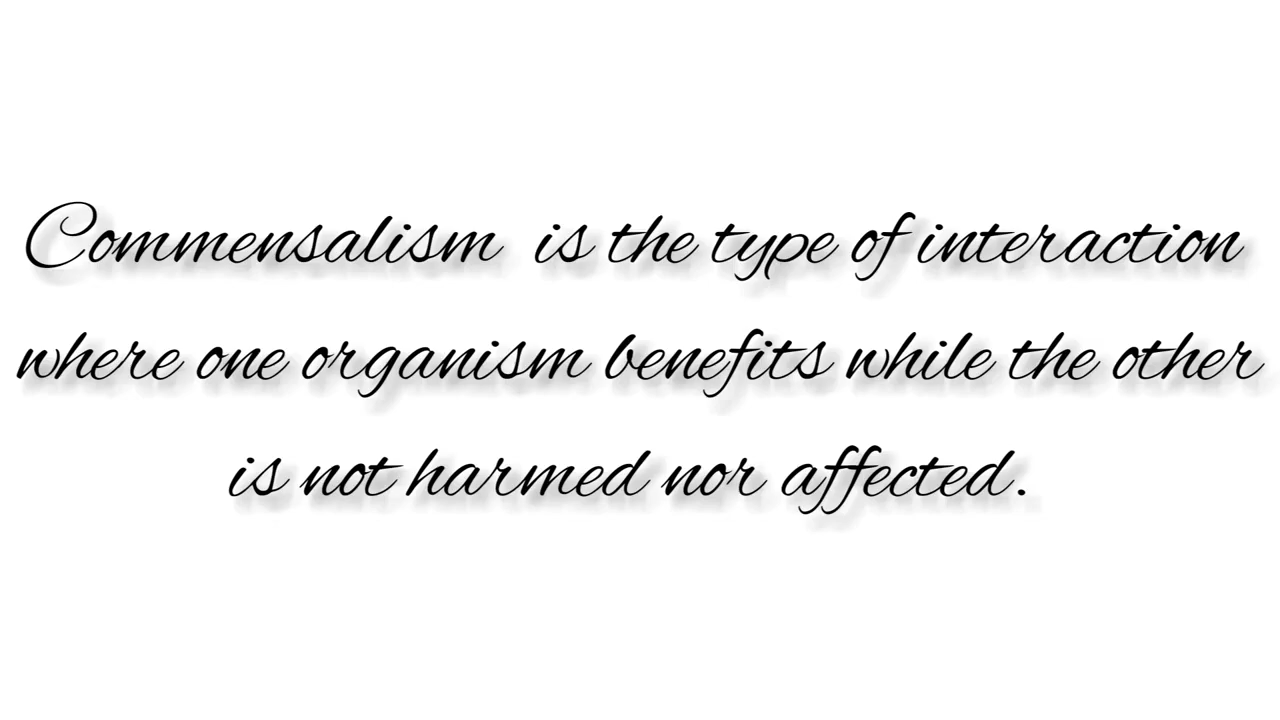 Commensalism is the type of interaction
where one organism benefits while the other
is not harmed nor affected.